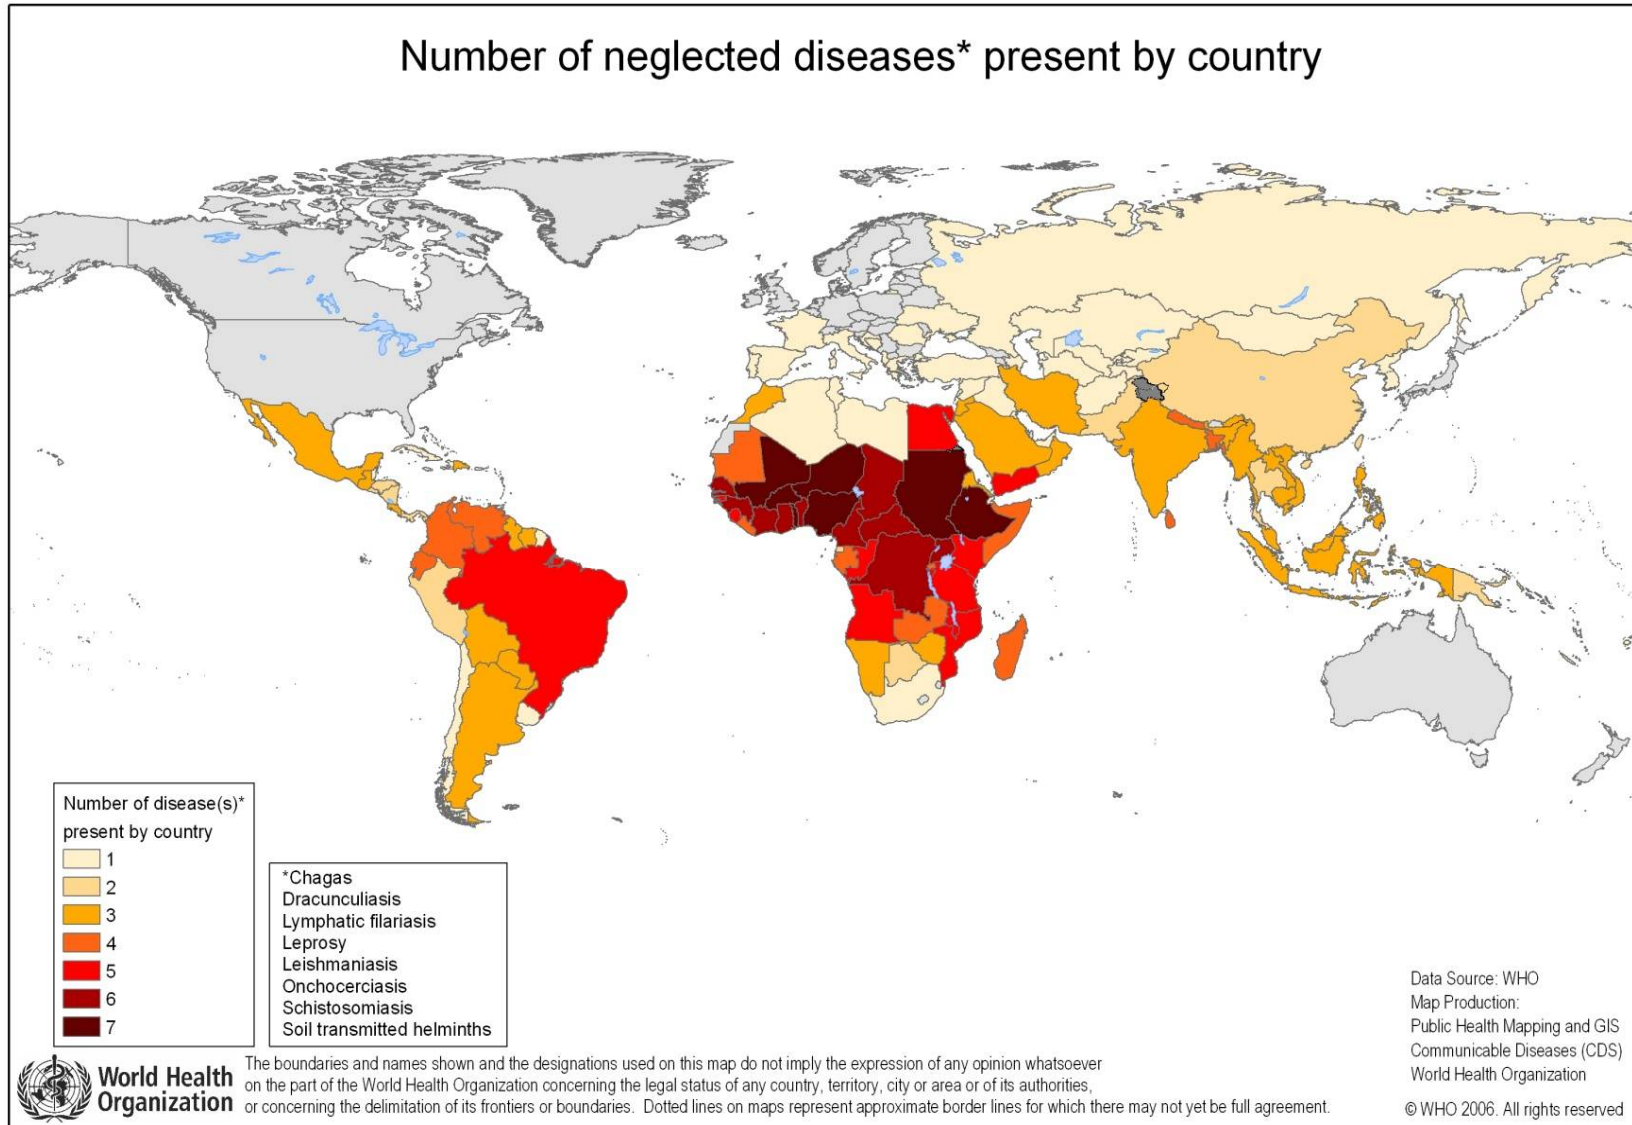 Number of neglected diseases* present by country
Number of disease(s)*
present by country
1
2
3
4
5
6
7
*Chagas
Dracunculiasis
Lymphatic filariasis
Leprosy
Leishmaniasis
Onchocerciasis
Schistosomiasis
Soil transmitted helminths
Data Source: WHO
Map Production:
Public Health Mapping and GIS
Communicable Diseases (CDS)
World Health Organization
© WHO 2006. All rights reserved
World Health
Organization
The boundaries and names shown and the designations used on this map do not imply the expression of any opinion whatsoever
on the part of the World Health Organization concerning the legal status of any country, territory, city or area or of its authorities,
or concerning the delimitation of its frontiers or boundaries. Dotted lines on maps represent approximate border lines for which there may not yet be full agreement.